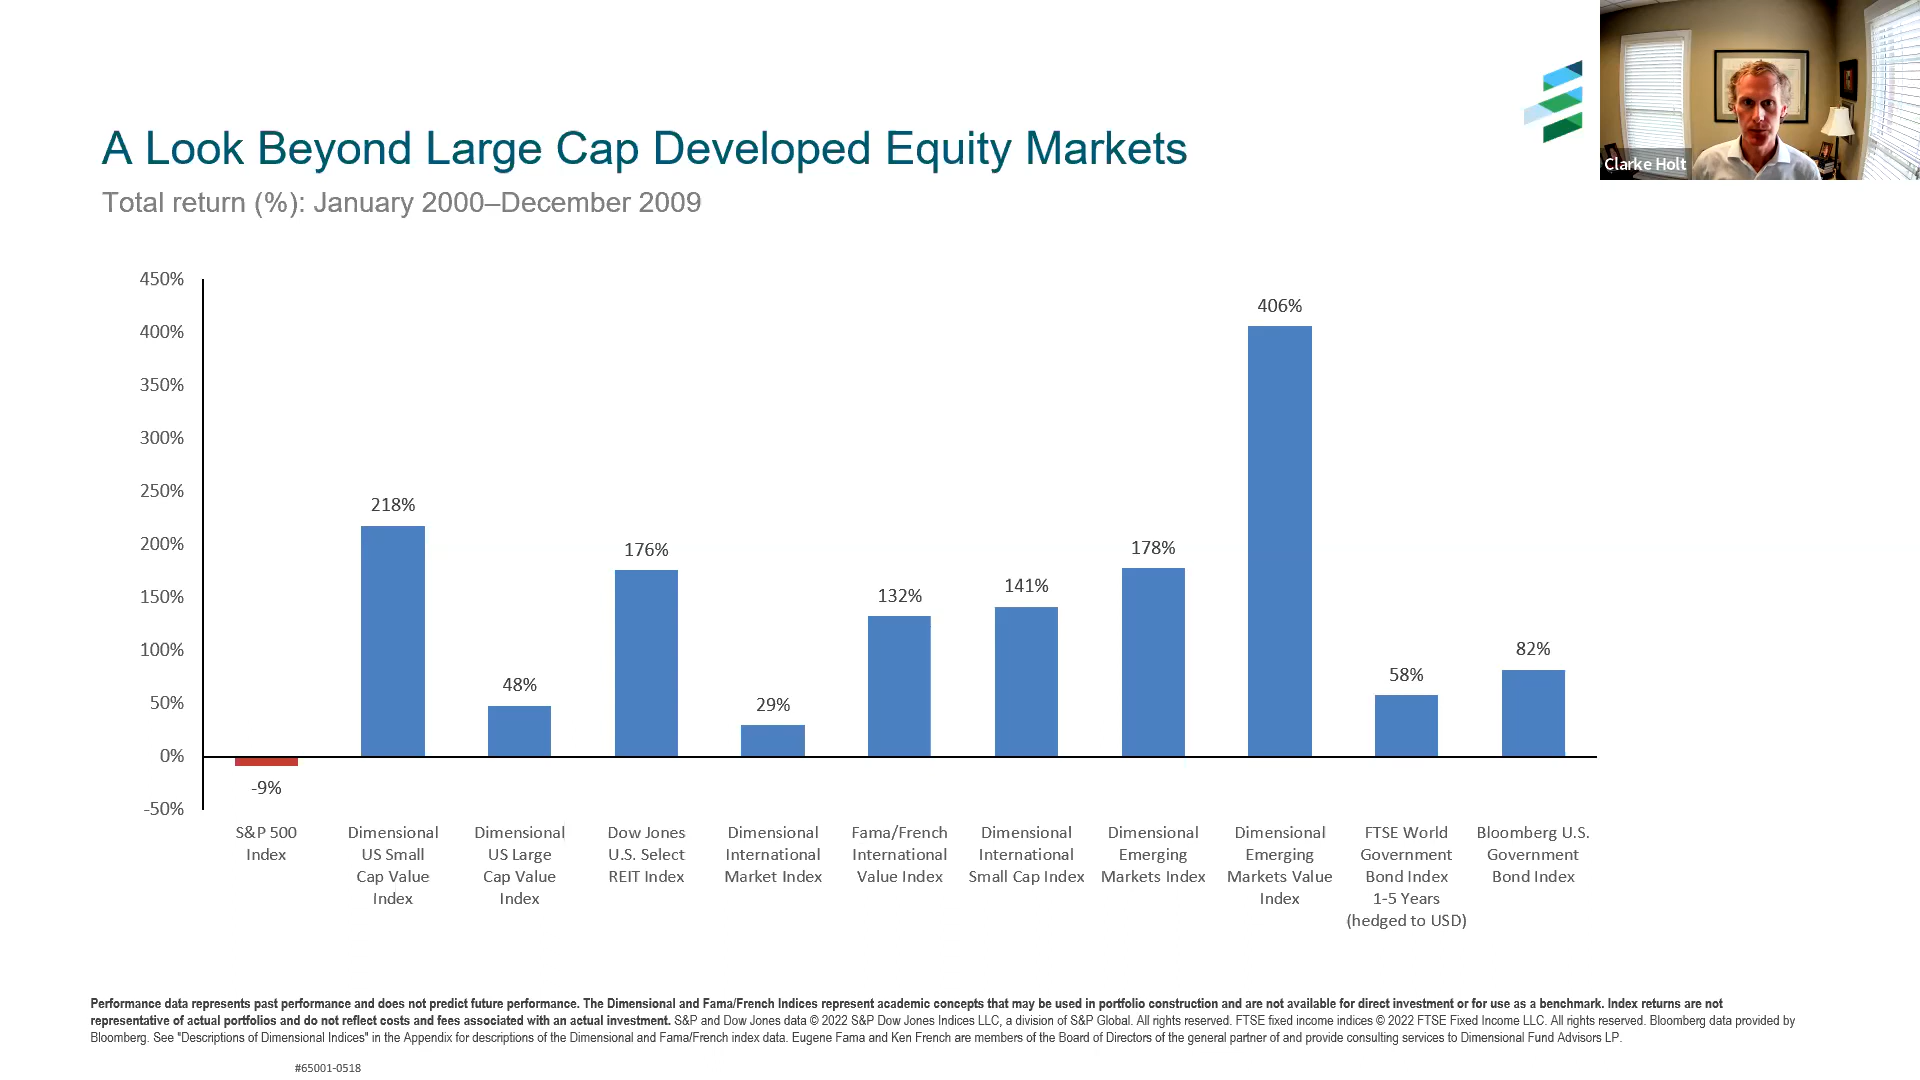 A Look Beyond Large Cap Developed Equity Markets
Total return (%): January 2000–December 2009
Clarke Holt
450%
400%
350%
300%
250%
200%
150%
100%
50%
0%
-50%
-9%
218%
48%
176%
29%
132%
141%
178%
406%
58%
82%
S&P 500
Index
Dimensional
US Small
Cap Value
Index
Dimensional
US Large
Cap Value
Index
Dow Jones
U.S. Select
REIT Index
Dimensional
International
Market Index
Fama/French
International
Value Index
Dimensional
International
Small Cap Index
Dimensional
Emerging
Markets Index
Dimensional
Emerging
Markets Value
Index
FTSE World
Government
Bond Index
1-5 Years
(hedged to USD)
Bloomberg U.S.
Government
Bond Index
Performance data represents past performance and does not predict future performance. The Dimensional and Fama/French Indices represent academic concepts that may be used in portfolio construction and are not available for direct investment or for use as a benchmark. Index returns are not
representative of actual portfolios and do not reflect costs and fees associated with an actual investment. S&P and Dow Jones data © 2022 S&P Dow Jones Indices LLC, a division of S&P Global. All rights reserved. FTSE fixed income indices © 2022 FTSE Fixed Income LLC. All rights reserved. Bloomberg data provided by
Bloomberg. See "Descriptions of Dimensional Indices" in the Appendix for descriptions of the Dimensional and Fama/French index data. Eugene Fama and Ken French are members of the Board of Directors of the general partner of and provide consulting services to Dimensional Fund Advisors LP.
#65001-0518